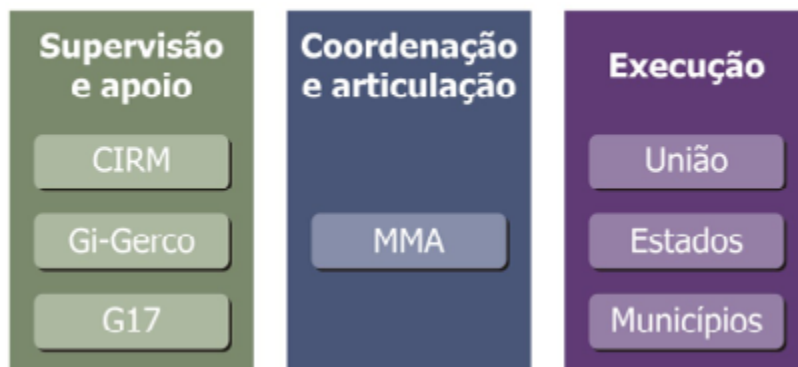 Supervisão
e apoio
CIRM
Gi-Gerco
G17
Coordenação
e articulação
MMA
Execução
União
Estados
Municípios